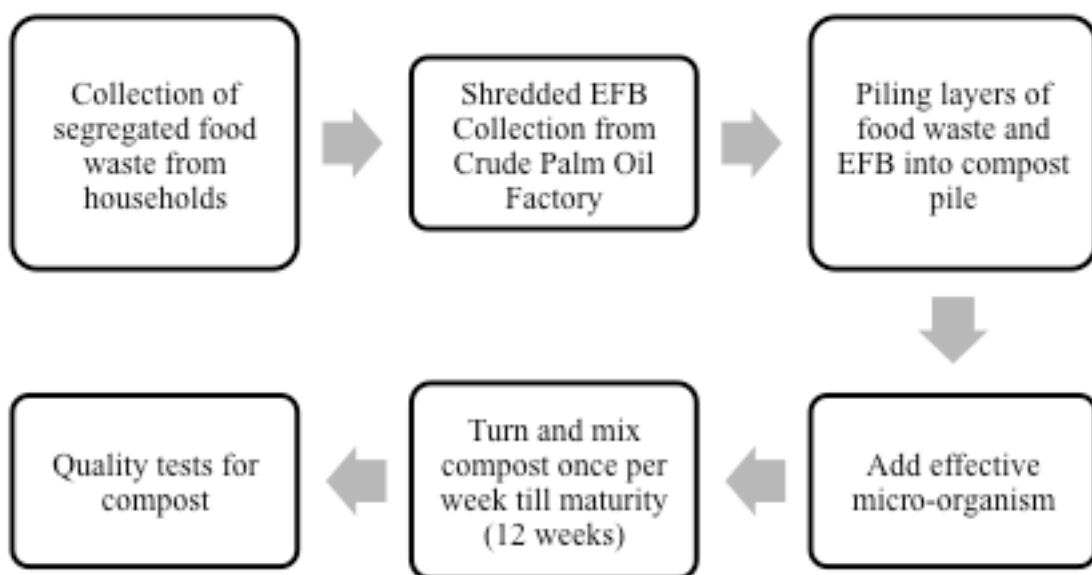 Collection of
segregated food
waste from
households
Shredded EFB
Collection from
Crude Palm Oil
Factory
Piling layers of
food waste and
EFB into compost
pile
Add effective
micro-organism
Turn and mix
compost once per
week till maturity
(12 weeks)
Quality tests for
compost